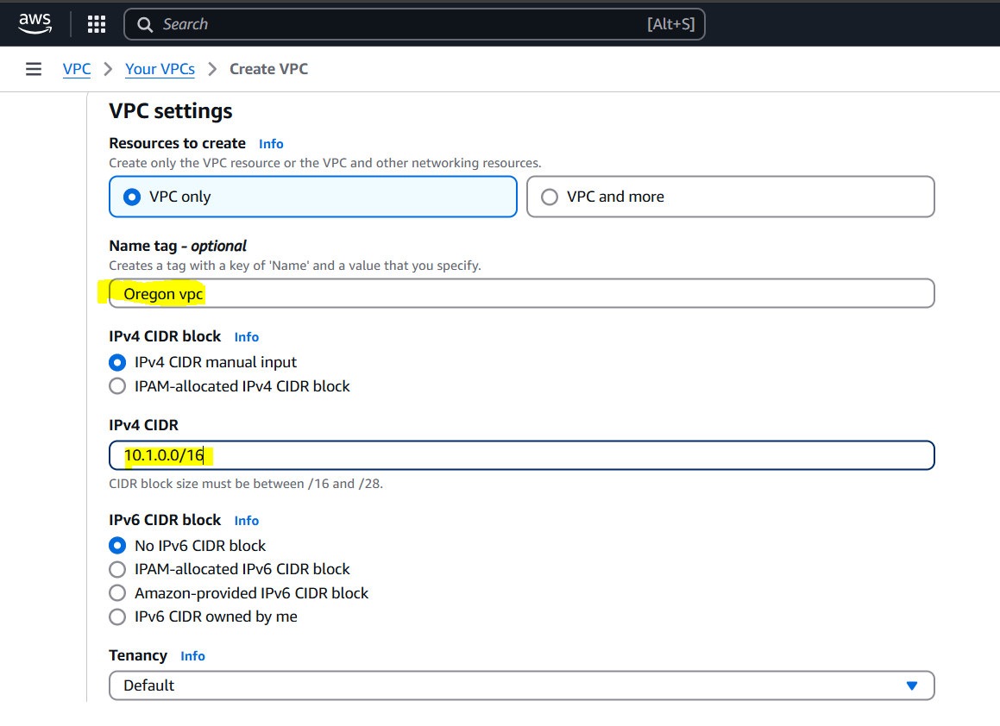 aws
Search [Alt+S]
VPC > Your VPCs > Create VPC
VPC settings
Resources to create Info
Create only the VPC resource or the VPC and other networking resources.
VPC only VPC and more
Name tag - optional
Creates a tag with a key of 'Name' and a value that you specify.
Oregon vpc
IPv4 CIDR block Info
IPv4 CIDR manual input
IPAM-allocated IPv4 CIDR block
IPv4 CIDR
10.1.0.0/16
CIDR block size must be between /16 and /28.
IPv6 CIDR block Info
No IPv6 CIDR block
IPAM-allocated IPv6 CIDR block
Amazon-provided IPv6 CIDR block
IPv6 CIDR owned by me
Tenancy Info
Default